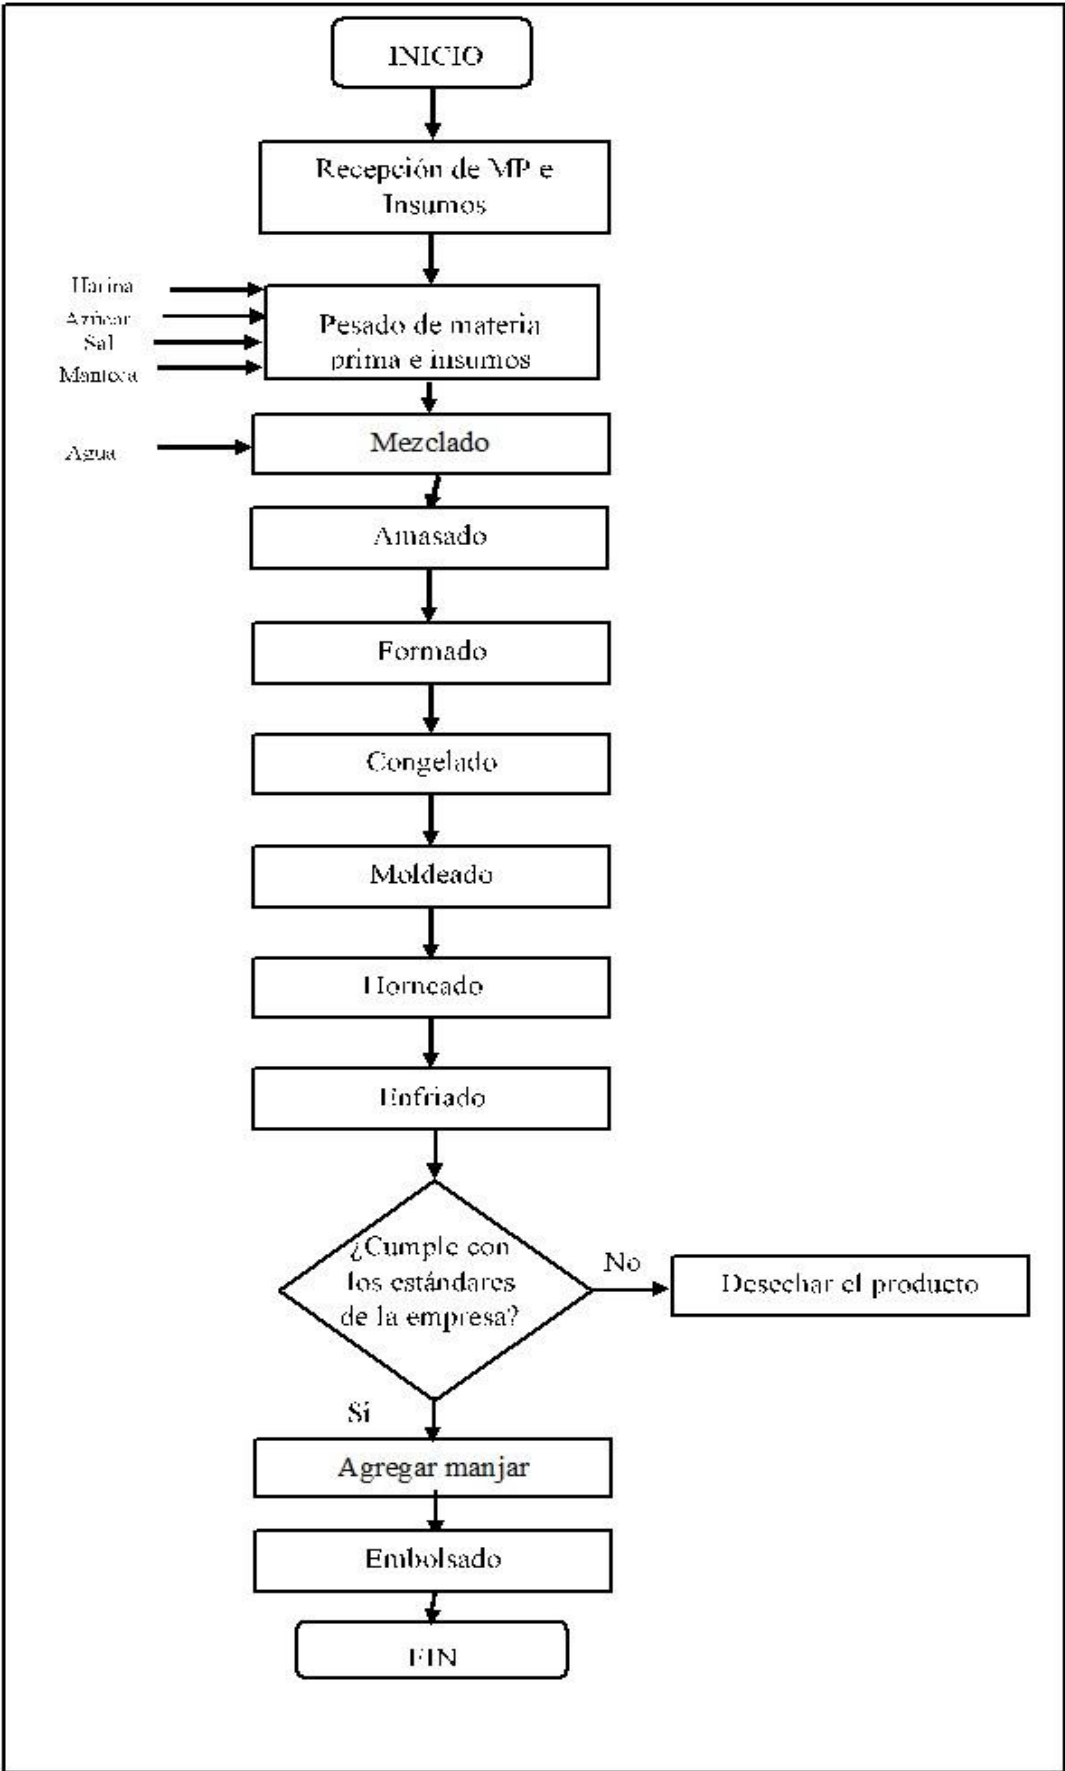 INICIO
Recepción de MP e
Insumos
Harina
Azúcar
Sal
Manteca
Pesado de materia
prima e insumos
Agua
Mezclado
Amasado
Formado
Congelado
Moldeado
Horneado
Enfriado
¿Cumple con
los estándares
de la empresa?
No
Desechar el producto
Sí
Agregar manjar
Embolsado
FIN